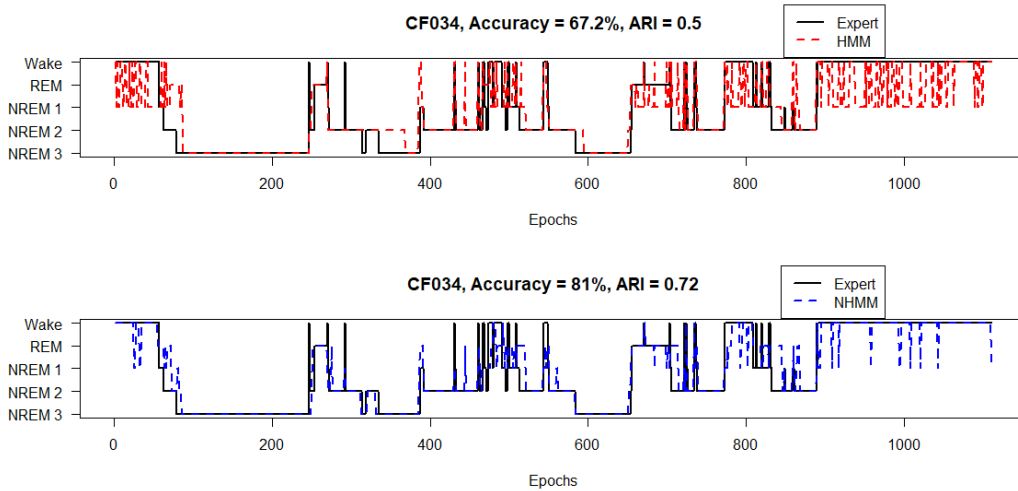 CF034, Accuracy = 67.2%, ARI = 0.5
Expert
HMM
Wake
REM
NREM 1
NREM 2
NREM 3
0 200 400 600 800 1000
Epochs
CF034, Accuracy = 81%, ARI = 0.72
Expert
NHMM
Wake
REM
NREM 1
NREM 2
NREM 3
0 200 400 600 800 1000
Epochs